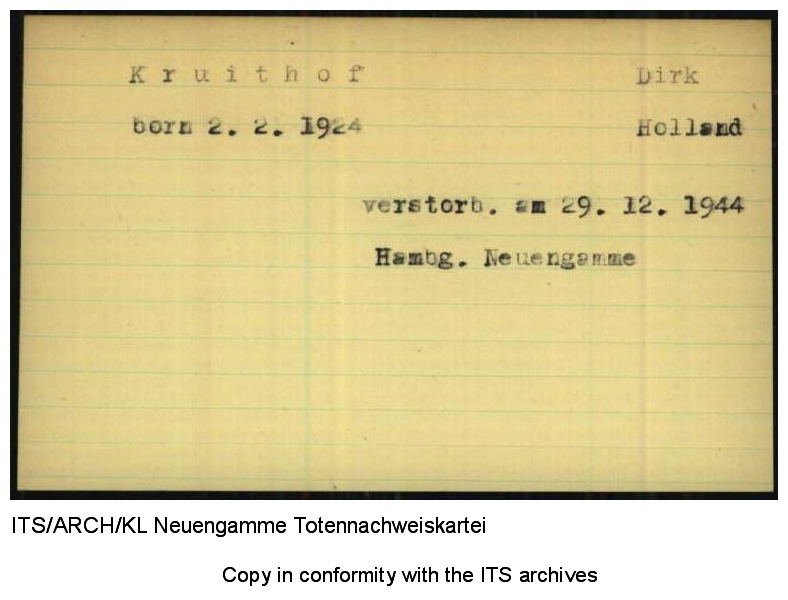 Kruithof Dirk
born 2. 2. 1924 Holland
verstorb. am 29. 12. 1944
Hambg. Neuengamme
ITS/ARCH/KL Neuengamme Totennachweiskartei
Copy in conformity with the ITS archives